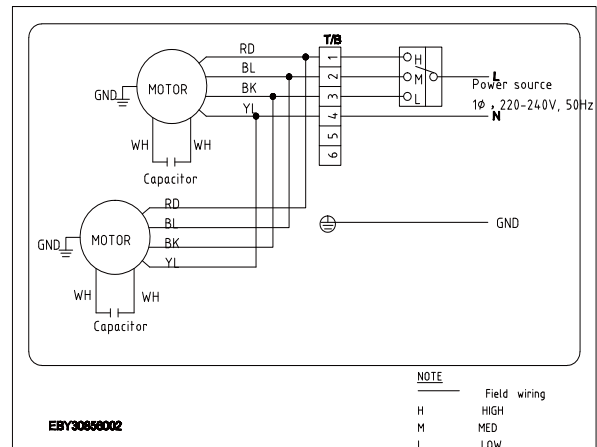 T/B
RD
BL
BK
YL
1
2
3
4
5
6
H
M
L
L
Power source
1ϕ, 220-240V, 50Hz
N
GND
MOTOR
WH
WH
Capacitor
RD
BL
BK
YL
GND
MOTOR
WH
WH
Capacitor
GND
NOTE
Field wiring
H HIGH
M MED
L LOW
EBY30856002